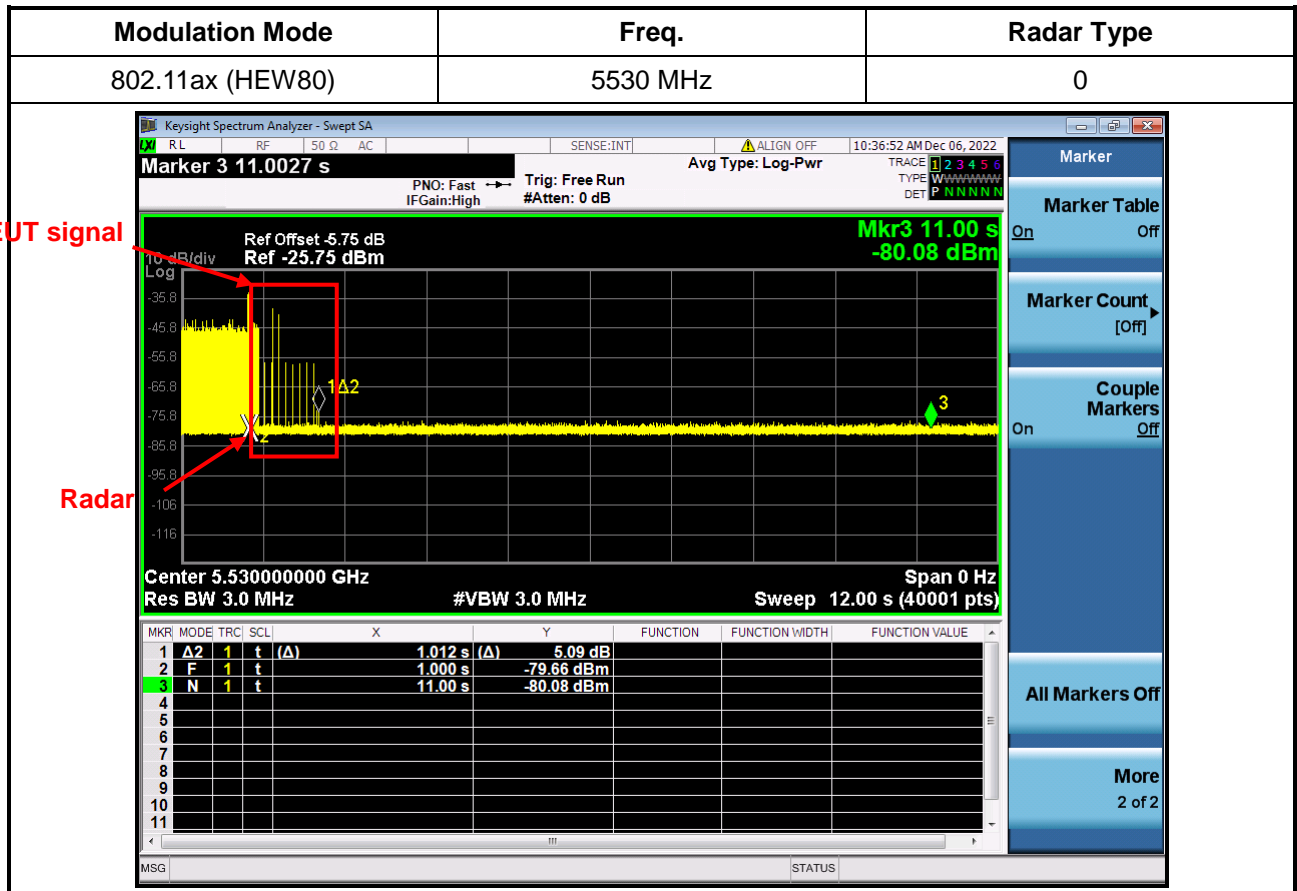 Modulation Mode Freq. Radar Type
802.11ax (HEW80) 5530 MHz 0
Keysight Spectrum Analyzer - Swept SA
LXI RL RF 50 Ω AC SENSE:INT ALIGN OFF 10:36:52 AM Dec 06, 2022
Marker 3 11.0027 s
PNO: Fast
IFGain:High
Trig: Free Run
#Atten: 0 dB
Avg Type: Log-Pwr
TRACE 1 2 3 4 5 6
TYPE WWWWWW
DET P N N N N N
Marker
Marker Table
On Off
Marker Count
[Off]
Couple
Markers
On Off
All Markers Off
More
2 of 2
EUT signal
Radar
Ref Offset -5.75 dB
10 dB/div Ref -25.75 dBm
Log
Mkr3 11.00 s
-80.08 dBm
-35.8
-45.8
-55.8
-65.8
-75.8
-85.8
-95.8
-106
-116
1Δ2
2
3
Center 5.530000000 GHz Span 0 Hz
Res BW 3.0 MHz #VBW 3.0 MHz Sweep 12.00 s (40001 pts)
MKR MODE TRC SCL X Y FUNCTION FUNCTION WIDTH FUNCTION VALUE
1 Δ2 1 t (Δ) 1.012 s (Δ) 5.09 dB
2 F 1 t 1.000 s -79.66 dBm
3 N 1 t 11.00 s -80.08 dBm
4
5
6
7
8
9
10
11
MSG STATUS